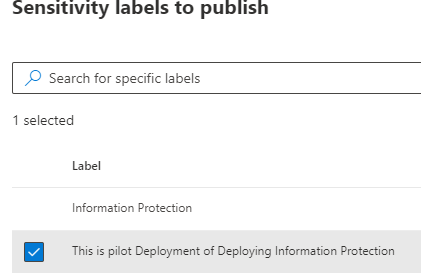 Sensitivity labels to publish
Search for specific labels
1 selected
Label
Information Protection
This is pilot Deployment of Deploying Information Protection